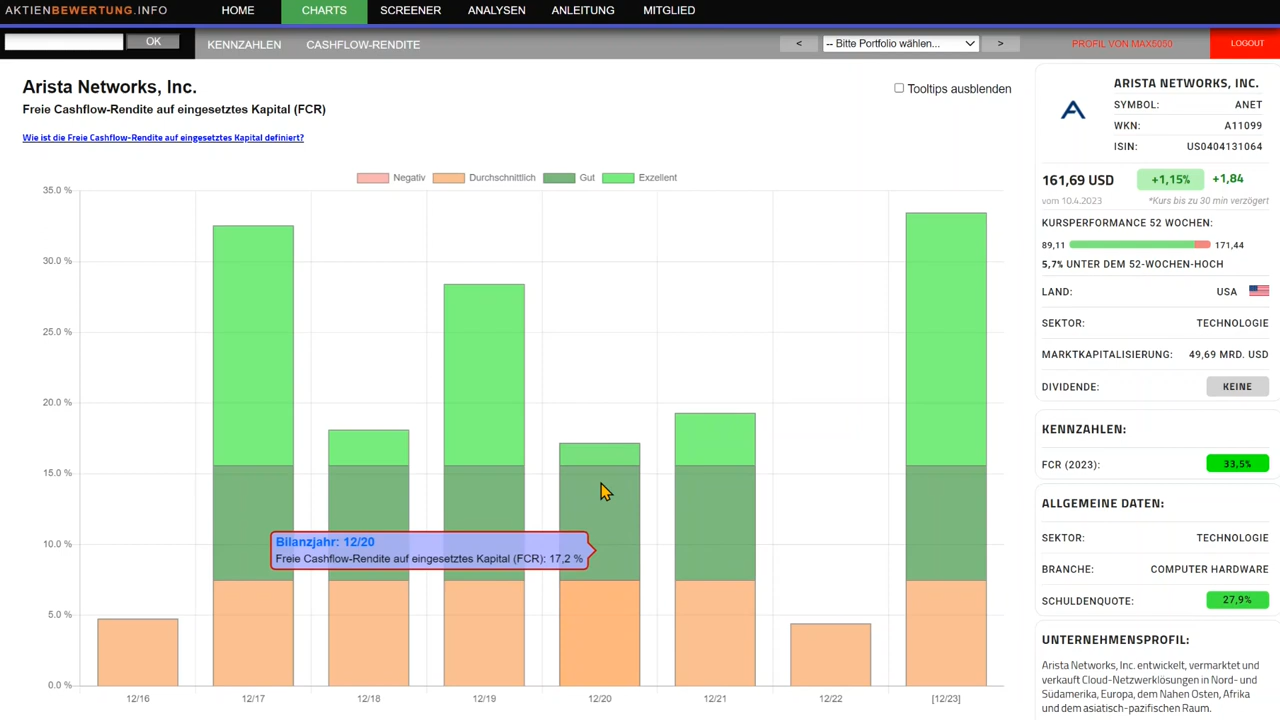 AKTIENBEWERTUNG.INFO HOME CHARTS SCREENER ANALYSEN ANLEITUNG MITGLIED
OK KENNZAHLEN CASHFLOW-RENDITE < -- Bitte Portfolio wählen... > PROFIL VON MAX5050 LOGOUT
Arista Networks, Inc.
Freie Cashflow-Rendite auf eingesetztes Kapital (FCR)
Tooltips ausblenden
Wie ist die Freie Cashflow-Rendite auf eingesetztes Kapital definiert?
Negativ Durchschnittlich Gut Exzellent
35.0 %
30.0 %
25.0 %
20.0 %
15.0 %
10.0 %
5.0 %
0.0 %
Bilanzjahr: 12/20
Freie Cashflow-Rendite auf eingesetztes Kapital (FCR): 17,2 %
12/16 12/17 12/18 12/19 12/20 12/21 12/22 [12/23]
ARISTA NETWORKS, INC.
SYMBOL: ANET
WKN: A11099
ISIN: US0404131064
161,69 USD +1,15% +1,84
vom 10.4.2023 *Kurs bis zu 30 min verzögert
KURSPERFORMANCE 52 WOCHEN:
89,11 171,44
5,7% UNTER DEM 52-WOCHEN-HOCH
LAND: USA
SEKTOR: TECHNOLOGIE
MARKTKAPITALISIERUNG: 49,69 MRD. USD
DIVIDENDE: KEINE
KENNZAHLEN:
FCR (2023): 33,5%
ALLGEMEINE DATEN:
SEKTOR: TECHNOLOGIE
BRANCHE: COMPUTER HARDWARE
SCHULDENQUOTE: 27,9%
UNTERNEHMENSPROFIL:
Arista Networks, Inc. entwickelt, vermarktet und
verkauft Cloud-Netzwerklösungen in Nord- und
Südamerika, Europa, dem Nahen Osten, Afrika
und dem asiatisch-pazifischen Raum.